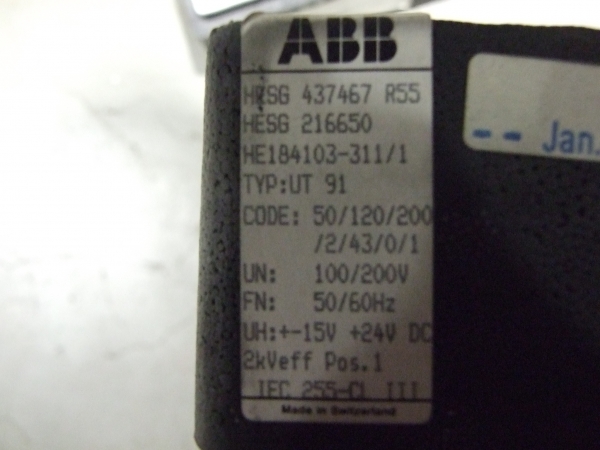 ABB
HESG 437467 R55
HESG 216650
HE184103-311/1
TYP:UT 91
CODE: 50/120/200
/2/43/0/1
UN: 100/200V
FN: 50/60Hz
UH:+-15V +24V DC
2kVeff Pos.1
IEC 255-CL III
Made in Switzerland
-- Jan.